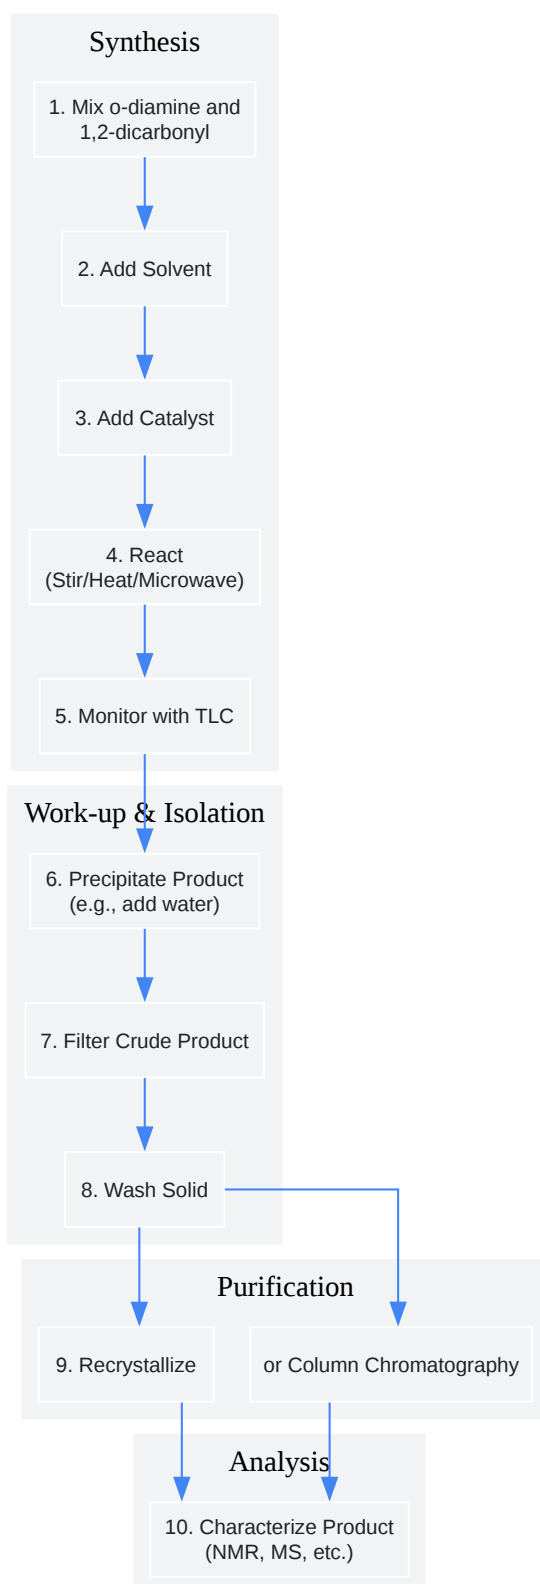 Synthesis
1. Mix o-diamine and
1,2-dicarbonyl
2. Add Solvent
3. Add Catalyst
4. React
(Stir/Heat/Microwave)
5. Monitor with TLC
Work-up & Isolation
6. Precipitate Product
(e.g., add water)
7. Filter Crude Product
8. Wash Solid
Purification
9. Recrystallize
or Column Chromatography
Analysis
10. Characterize Product
(NMR, MS, etc.)